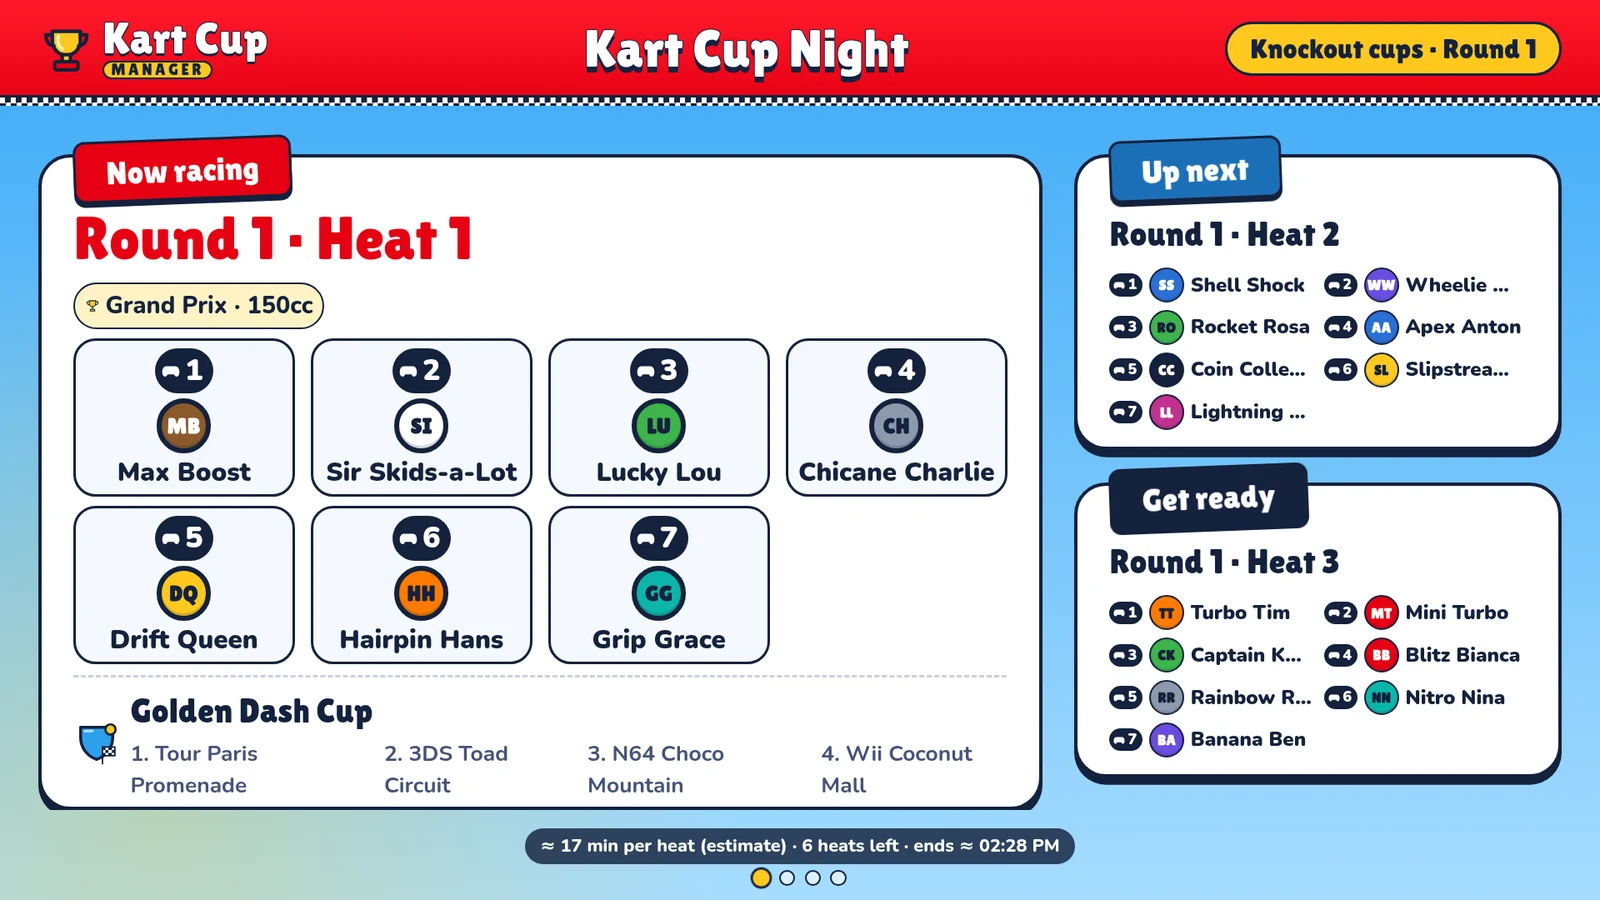 Kart Cup
MANAGER
Kart Cup Night
Knockout cups · Round 1
Now racing
Round 1 · Heat 1
Grand Prix · 150cc
1
MB
Max Boost
2
SI
Sir Skids-a-Lot
3
LU
Lucky Lou
4
CH
Chicane Charlie
5
DQ
Drift Queen
6
HH
Hairpin Hans
7
GG
Grip Grace
Golden Dash Cup
1. Tour Paris
Promenade
2. 3DS Toad
Circuit
3. N64 Choco
Mountain
4. Wii Coconut
Mall
Up next
Round 1 · Heat 2
1 SS Shell Shock
2 WW Wheelie ...
3 RO Rocket Rosa
4 AA Apex Anton
5 CC Coin Colle...
6 SL Slipstrea...
7 LL Lightning ...
Get ready
Round 1 · Heat 3
1 TT Turbo Tim
2 MT Mini Turbo
3 CK Captain K...
4 BB Blitz Bianca
5 RR Rainbow R...
6 NN Nitro Nina
7 BA Banana Ben
≈ 17 min per heat (estimate) · 6 heats left · ends ≈ 02:28 PM